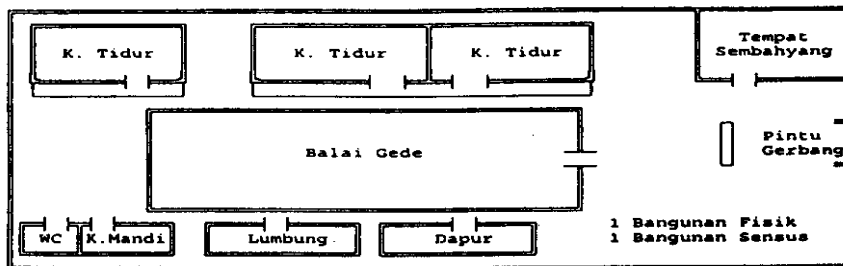 K. Tidur
K. Tidur
K. Tidur
Tempat
Sembahyang
Balai Gede
Pintu
Gerbang
WC
K.Mandi
Lumbung
Dapur
1 Bangunan Fisik
1 Bangunan Sensus